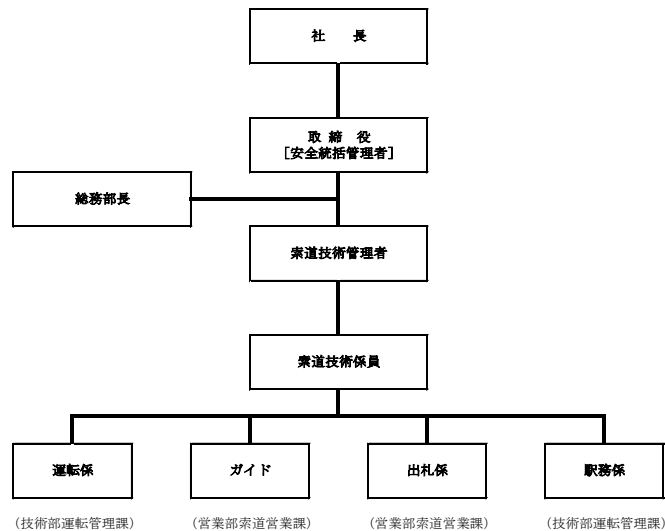 社　長
取 締 役
［安全統括管理者］
総務部長
索道技術管理者
索道技術係員
運転係
ガイド
出札係
駅務係
（技術部運転管理課）
（営業部索道営業課）
（営業部索道営業課）
（技術部運転管理課）